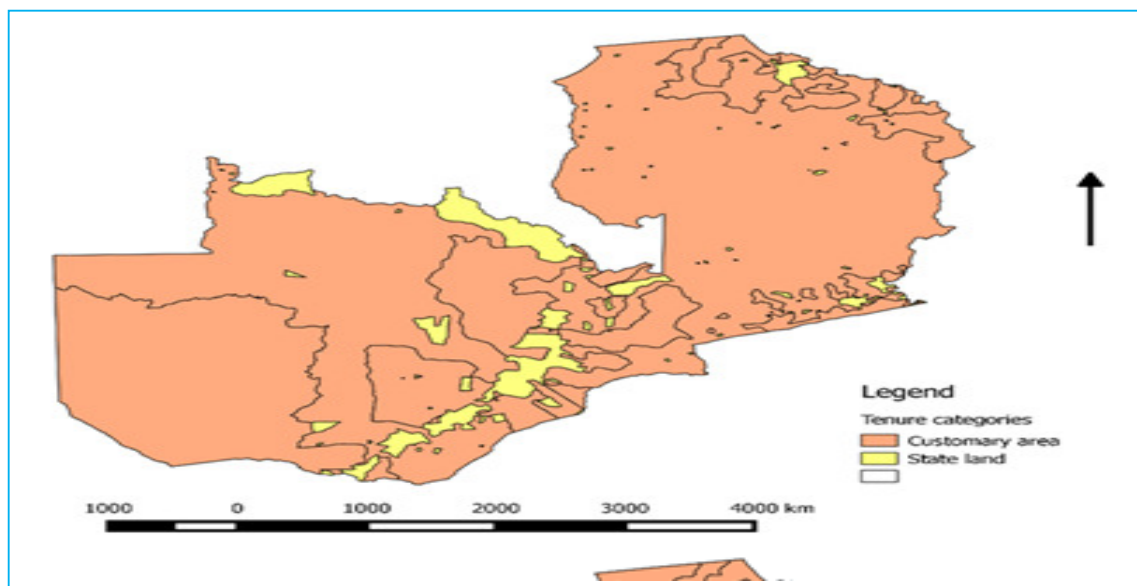 Legend
Tenure categories
Customary area
State land
1000 0 1000 2000 3000 4000 km